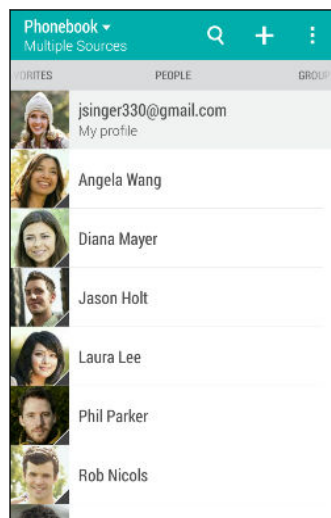 Phonebook
Multiple Sources
ORITES PEOPLE GROUP
jsinger330@gmail.com
My profile
Angela Wang
Diana Mayer
Jason Holt
Laura Lee
Phil Parker
Rob Nicols